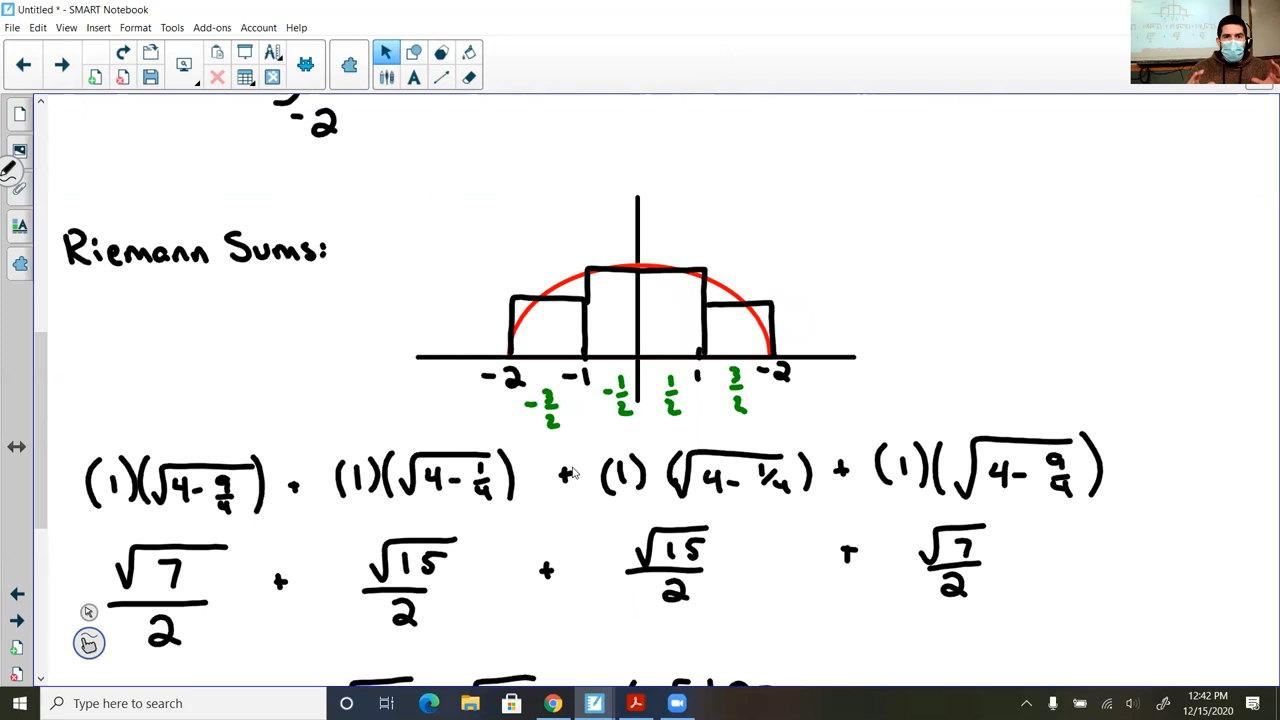 Untitled * - SMART Notebook
File Edit View Insert Format Tools Add-ons Account Help
-2
Riemann Sums:
-2 -1 1 -2
-3/2 -1/2 1/2 3/2
(1)(√4-9/4) + (1)(√4-1/4) + (1)(√4-1/4) + (1)(√4-9/4)
√7/2 + √15/2 + √15/2 + √7/2
Type here to search
12:42 PM
12/15/2020